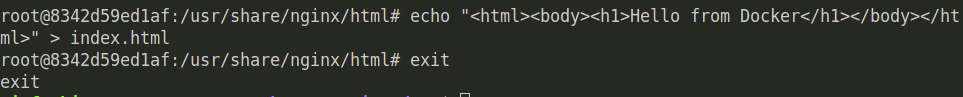 root@8342d59ed1af:/usr/share/nginx/html# echo "<html><body><h1>Hello from Docker</h1></body></ht
ml>" > index.html
root@8342d59ed1af:/usr/share/nginx/html# exit
exit